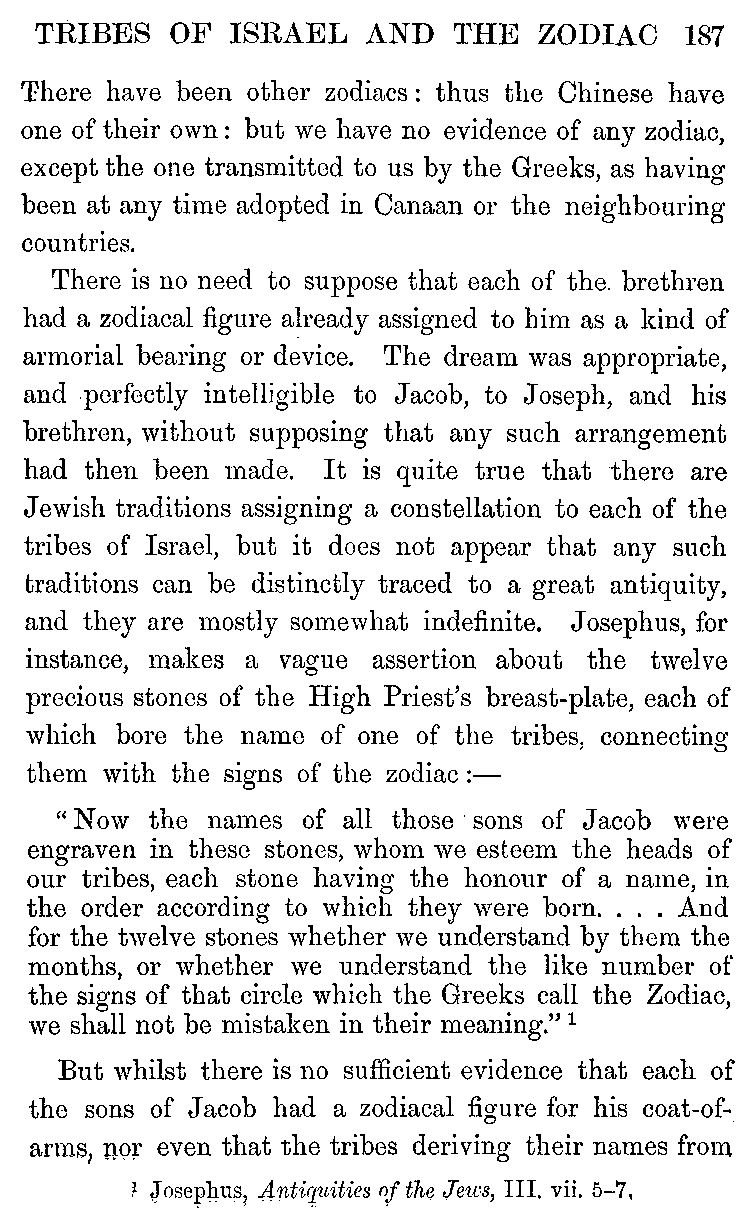 TRIBES OF ISRAEL AND THE ZODIAC 187
There have been other zodiacs: thus the Chinese have
one of their own: but we have no evidence of any zodiac,
except the one transmitted to us by the Greeks, as having
been at any time adopted in Canaan or the neighbouring
countries.
There is no need to suppose that each of the. brethren
had a zodiacal figure already assigned to him as a kind of
armorial bearing or device. The dream was appropriate,
and perfectly intelligible to Jacob, to Joseph, and his
brethren, without supposing that any such arrangement
had then been made. It is quite true that there are
Jewish traditions assigning a constellation to each of the
tribes of Israel, but it does not appear that any such
traditions can be distinctly traced to a great antiquity,
and they are mostly somewhat indefinite. Josephus, for
instance, makes a vague assertion about the twelve
precious stones of the High Priest's breast-plate, each of
which bore the name of one of the tribes, connecting
them with the signs of the zodiac:—
"Now the names of all those sons of Jacob were
engraven in these stones, whom we esteem the heads of
our tribes, each stone having the honour of a name, in
the order according to which they were born. . . . And
for the twelve stones whether we understand by them the
months, or whether we understand the like number of
the signs of that circle which the Greeks call the Zodiac,
we shall not be mistaken in their meaning." 1
But whilst there is no sufficient evidence that each of
the sons of Jacob had a zodiacal figure for his coat-of-
arms, nor even that the tribes deriving their names from
1 Josephus, Antiquities of the Jews, III. vii. 5-7.